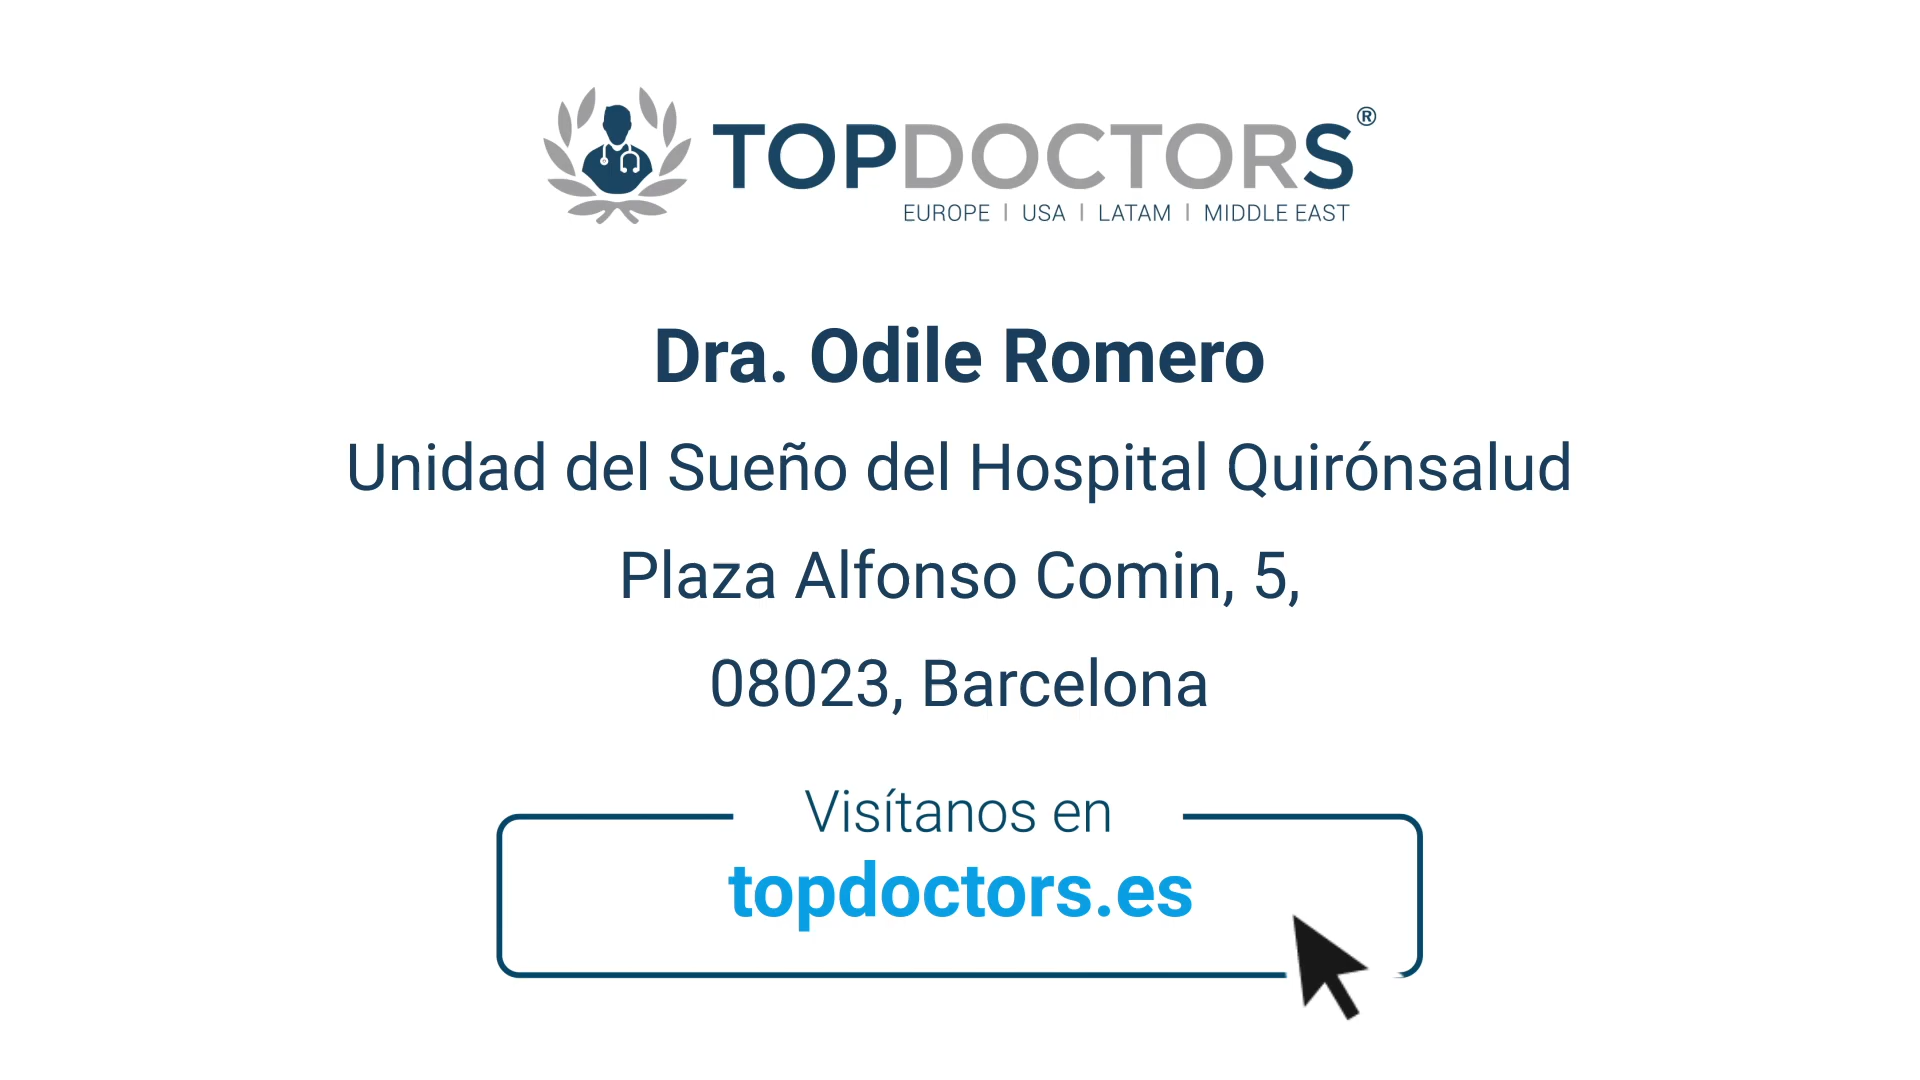 TOPDOCTORS®
EUROPE | USA | LATAM | MIDDLE EAST
Dra. Odile Romero
Unidad del Sueño del Hospital Quirónsalud
Plaza Alfonso Comin, 5,
08023, Barcelona
Visítanos en
topdoctors.es